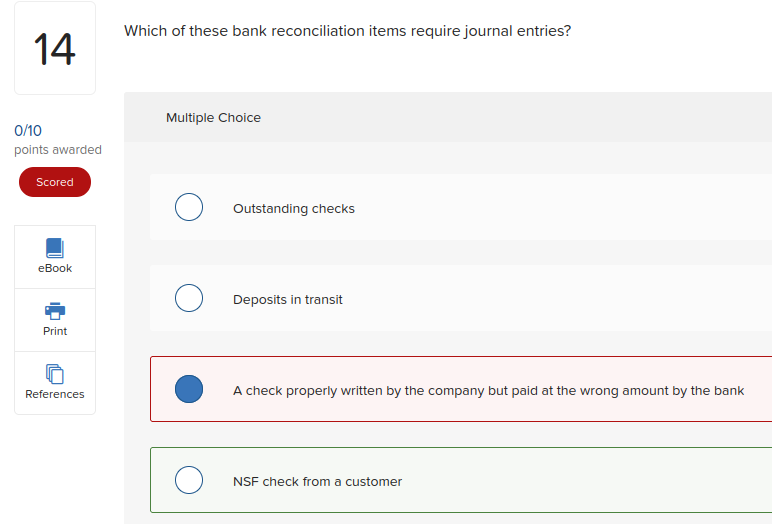 14
Which of these bank reconciliation items require journal entries?
0/10
points awarded
Scored
eBook
Print
References
Multiple Choice
Outstanding checks
Deposits in transit
A check properly written by the company but paid at the wrong amount by the bank
NSF check from a customer